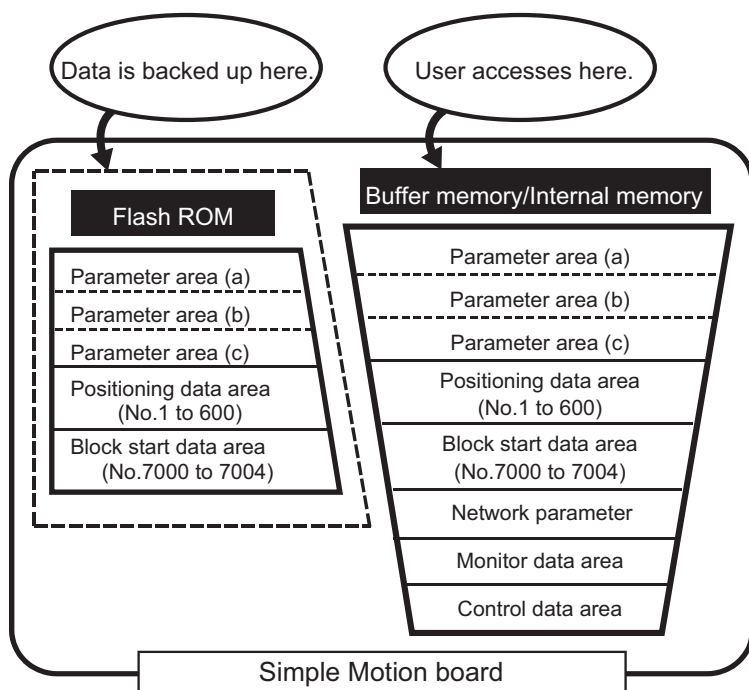 Data is backed up here.
User accesses here.
Flash ROM
Parameter area (a)
Parameter area (b)
Parameter area (c)
Positioning data area
(No.1 to 600)
Block start data area
(No.7000 to 7004)
Buffer memory/Internal memory
Parameter area (a)
Parameter area (b)
Parameter area (c)
Positioning data area
(No.1 to 600)
Block start data area
(No.7000 to 7004)
Network parameter
Monitor data area
Control data area
Simple Motion board